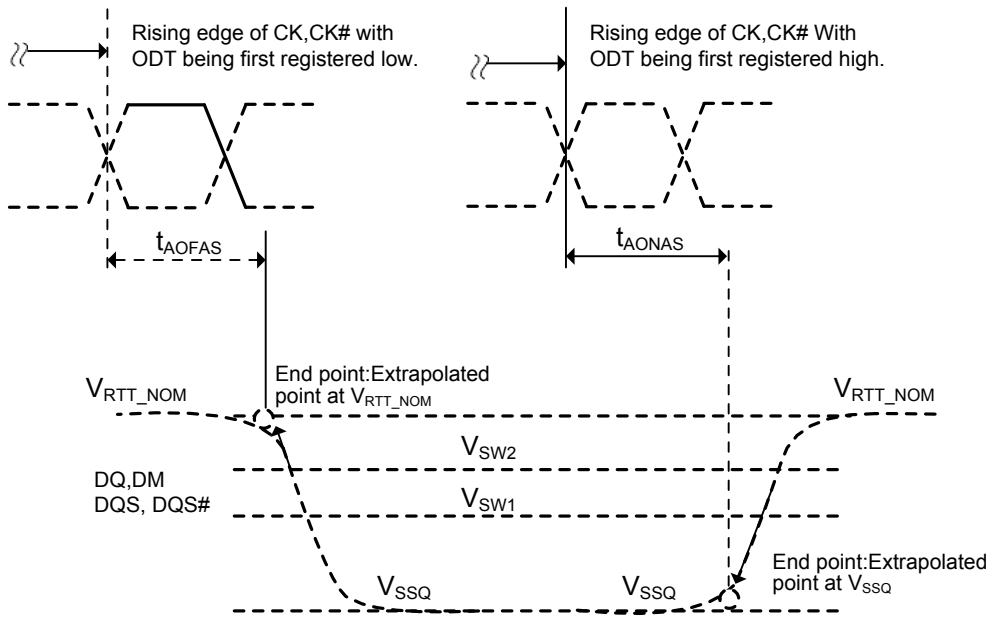 Rising edge of CK,CK# with
ODT being first registered low.
Rising edge of CK,CK# With
ODT being first registered high.
tAOFAS
tAONAS
End point:Extrapolated
point at VRTT_NOM
VRTT_NOM
VRTT_NOM
VSW2
DQ,DM
DQS, DQS#
VSW1
End point:Extrapolated
point at VSSQ
VSSQ
VSSQ